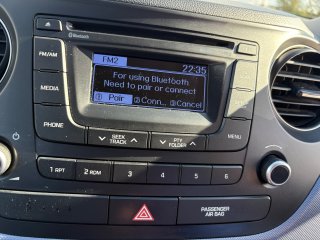 Bluetooth
FM/AM
MEDIA
PHONE
FM2
22:35
For using Bluetooth
Need to pair or connect
1 Pair 2 Conn... 3 Cancel
SEEK
TRACK
PTY
FOLDER
MENU
1 RPT 2 RDM 3 4 5 6
PASSENGER
AIR BAG